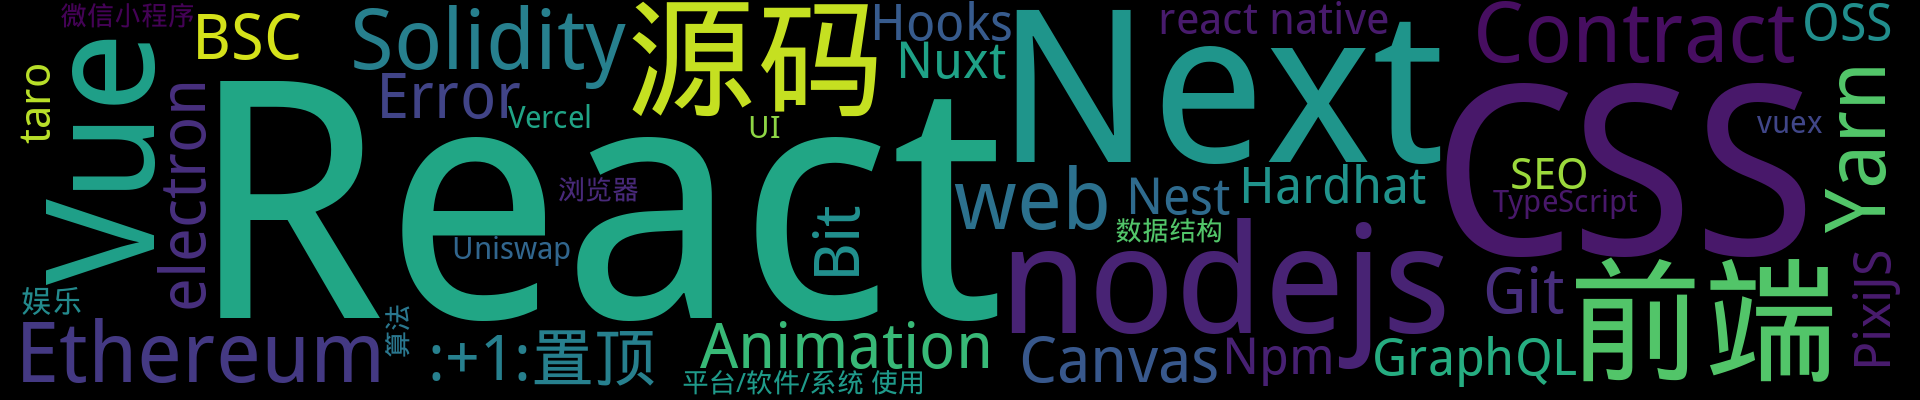 微信小程序
BSC
Solidity
源码
Hooks
react native
Contract
OSS
Nuxt
Next
taro
vue
electron
Error
Vercel
UI
React
CSS
vuex
Yarn
SEO
TypeScript
浏览器
web
Nest
Hardhat
Uniswap
Bit
数据结构
nodejs
娱乐
Git
前端
PixiJS
Ethereum
算法
:+1:置顶
Animation
Canvas
Npm
GraphQL
平台/软件/系统 使用